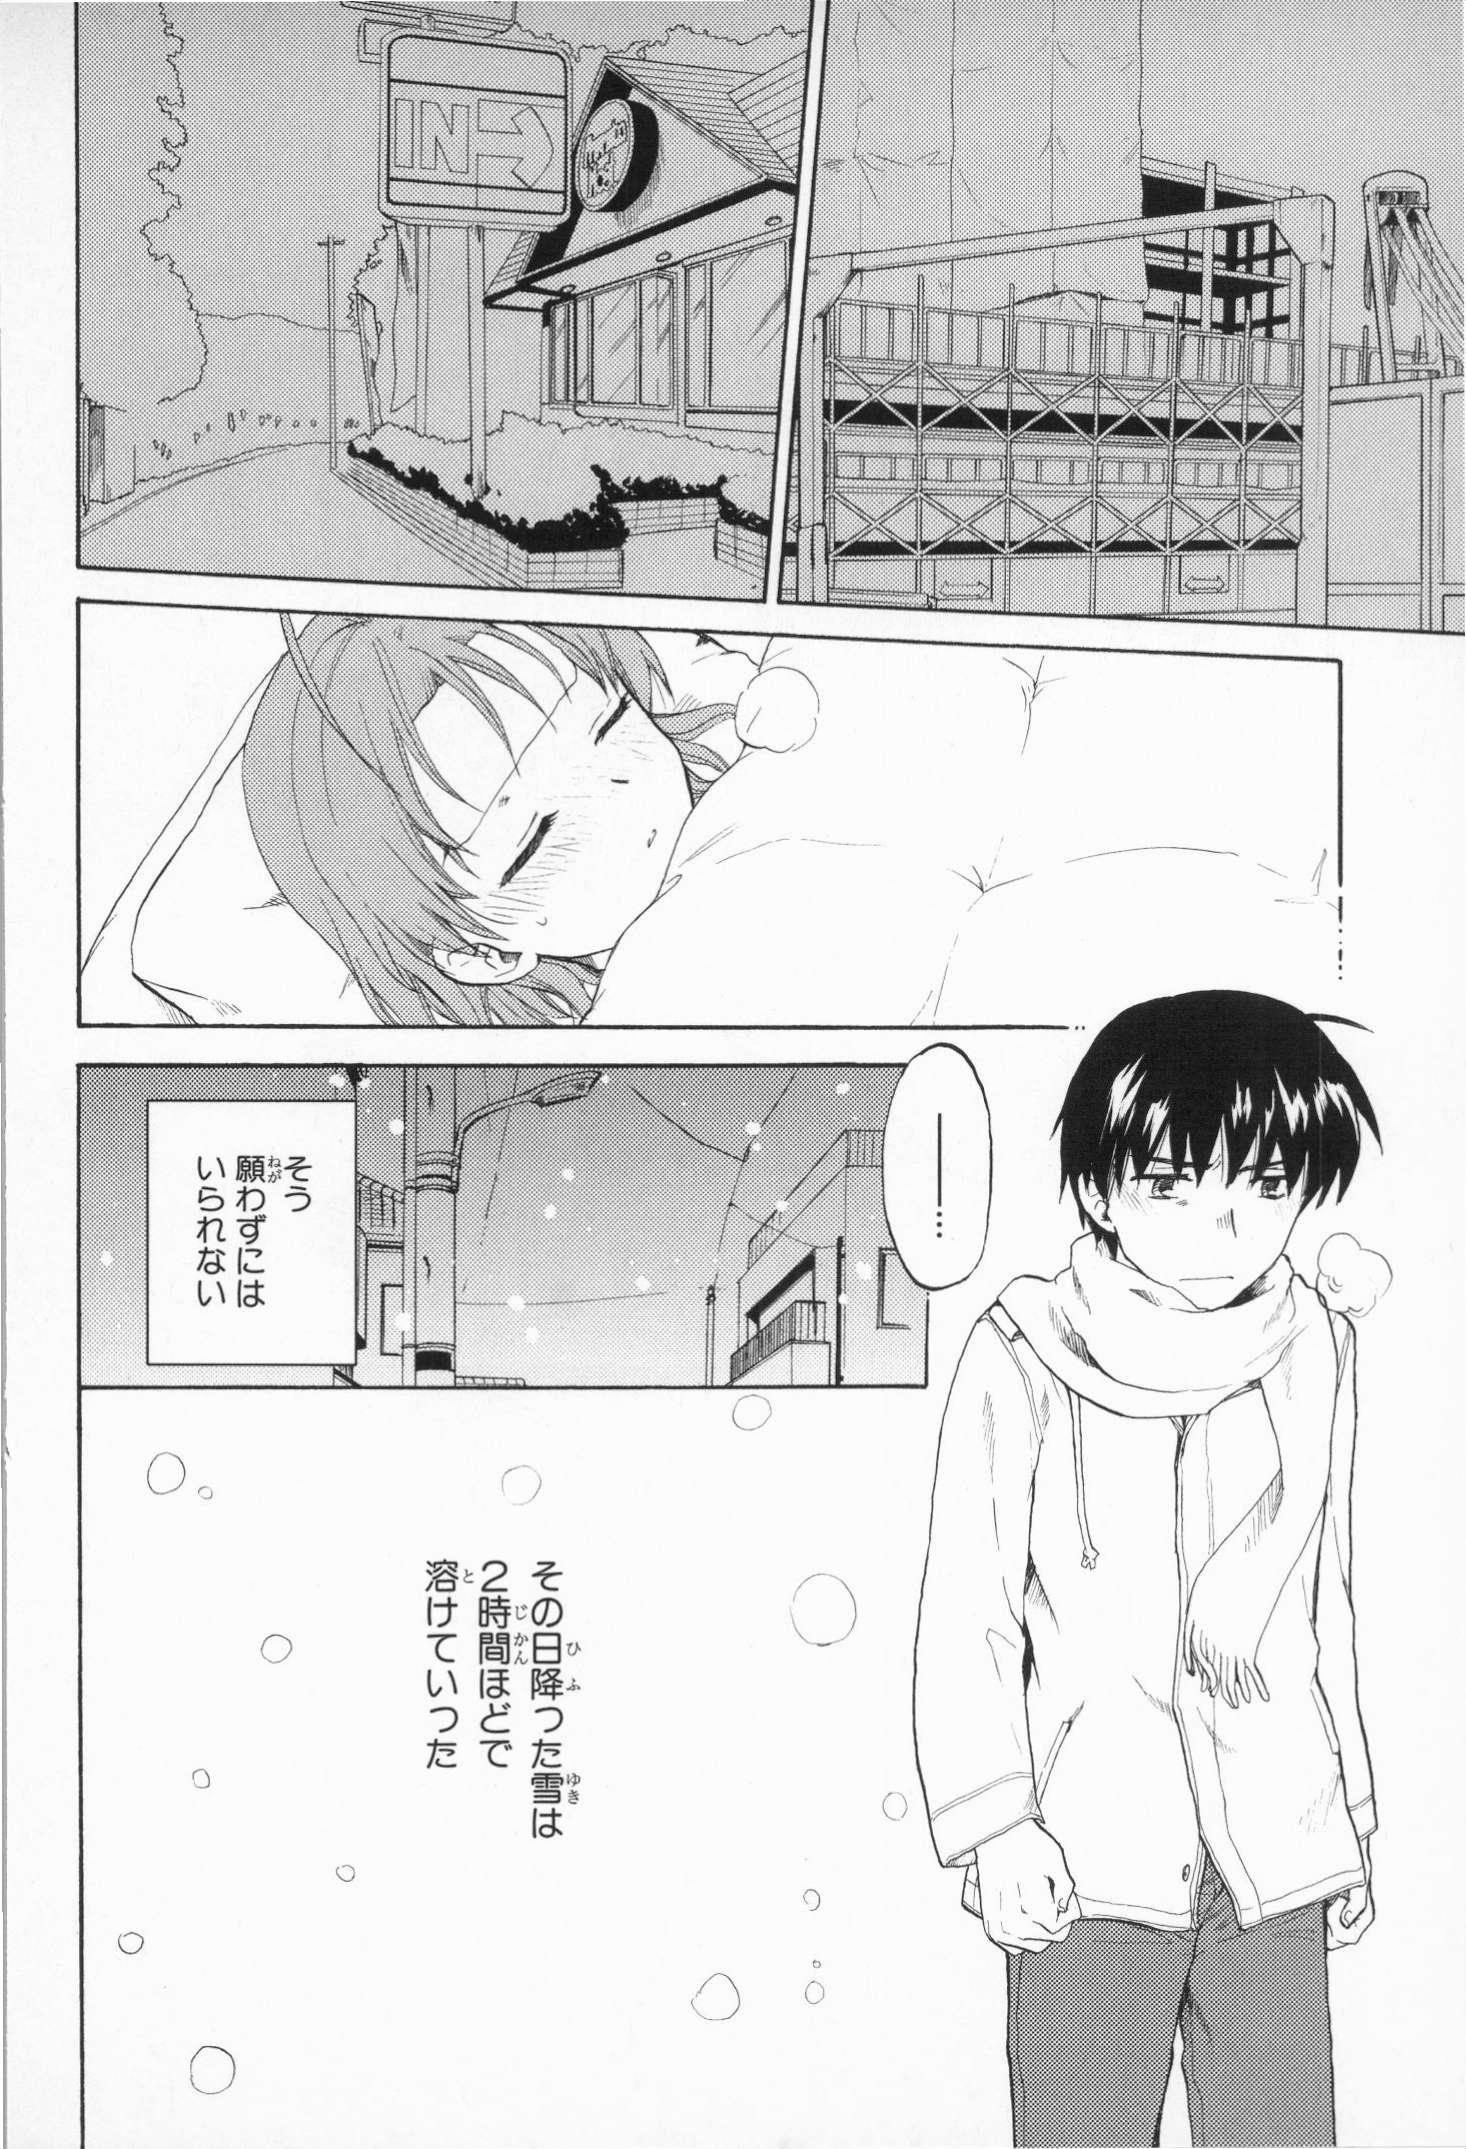 IN
――…
そう
願わずには
いられない
その日降った雪は
2時間ほどで
溶けていった